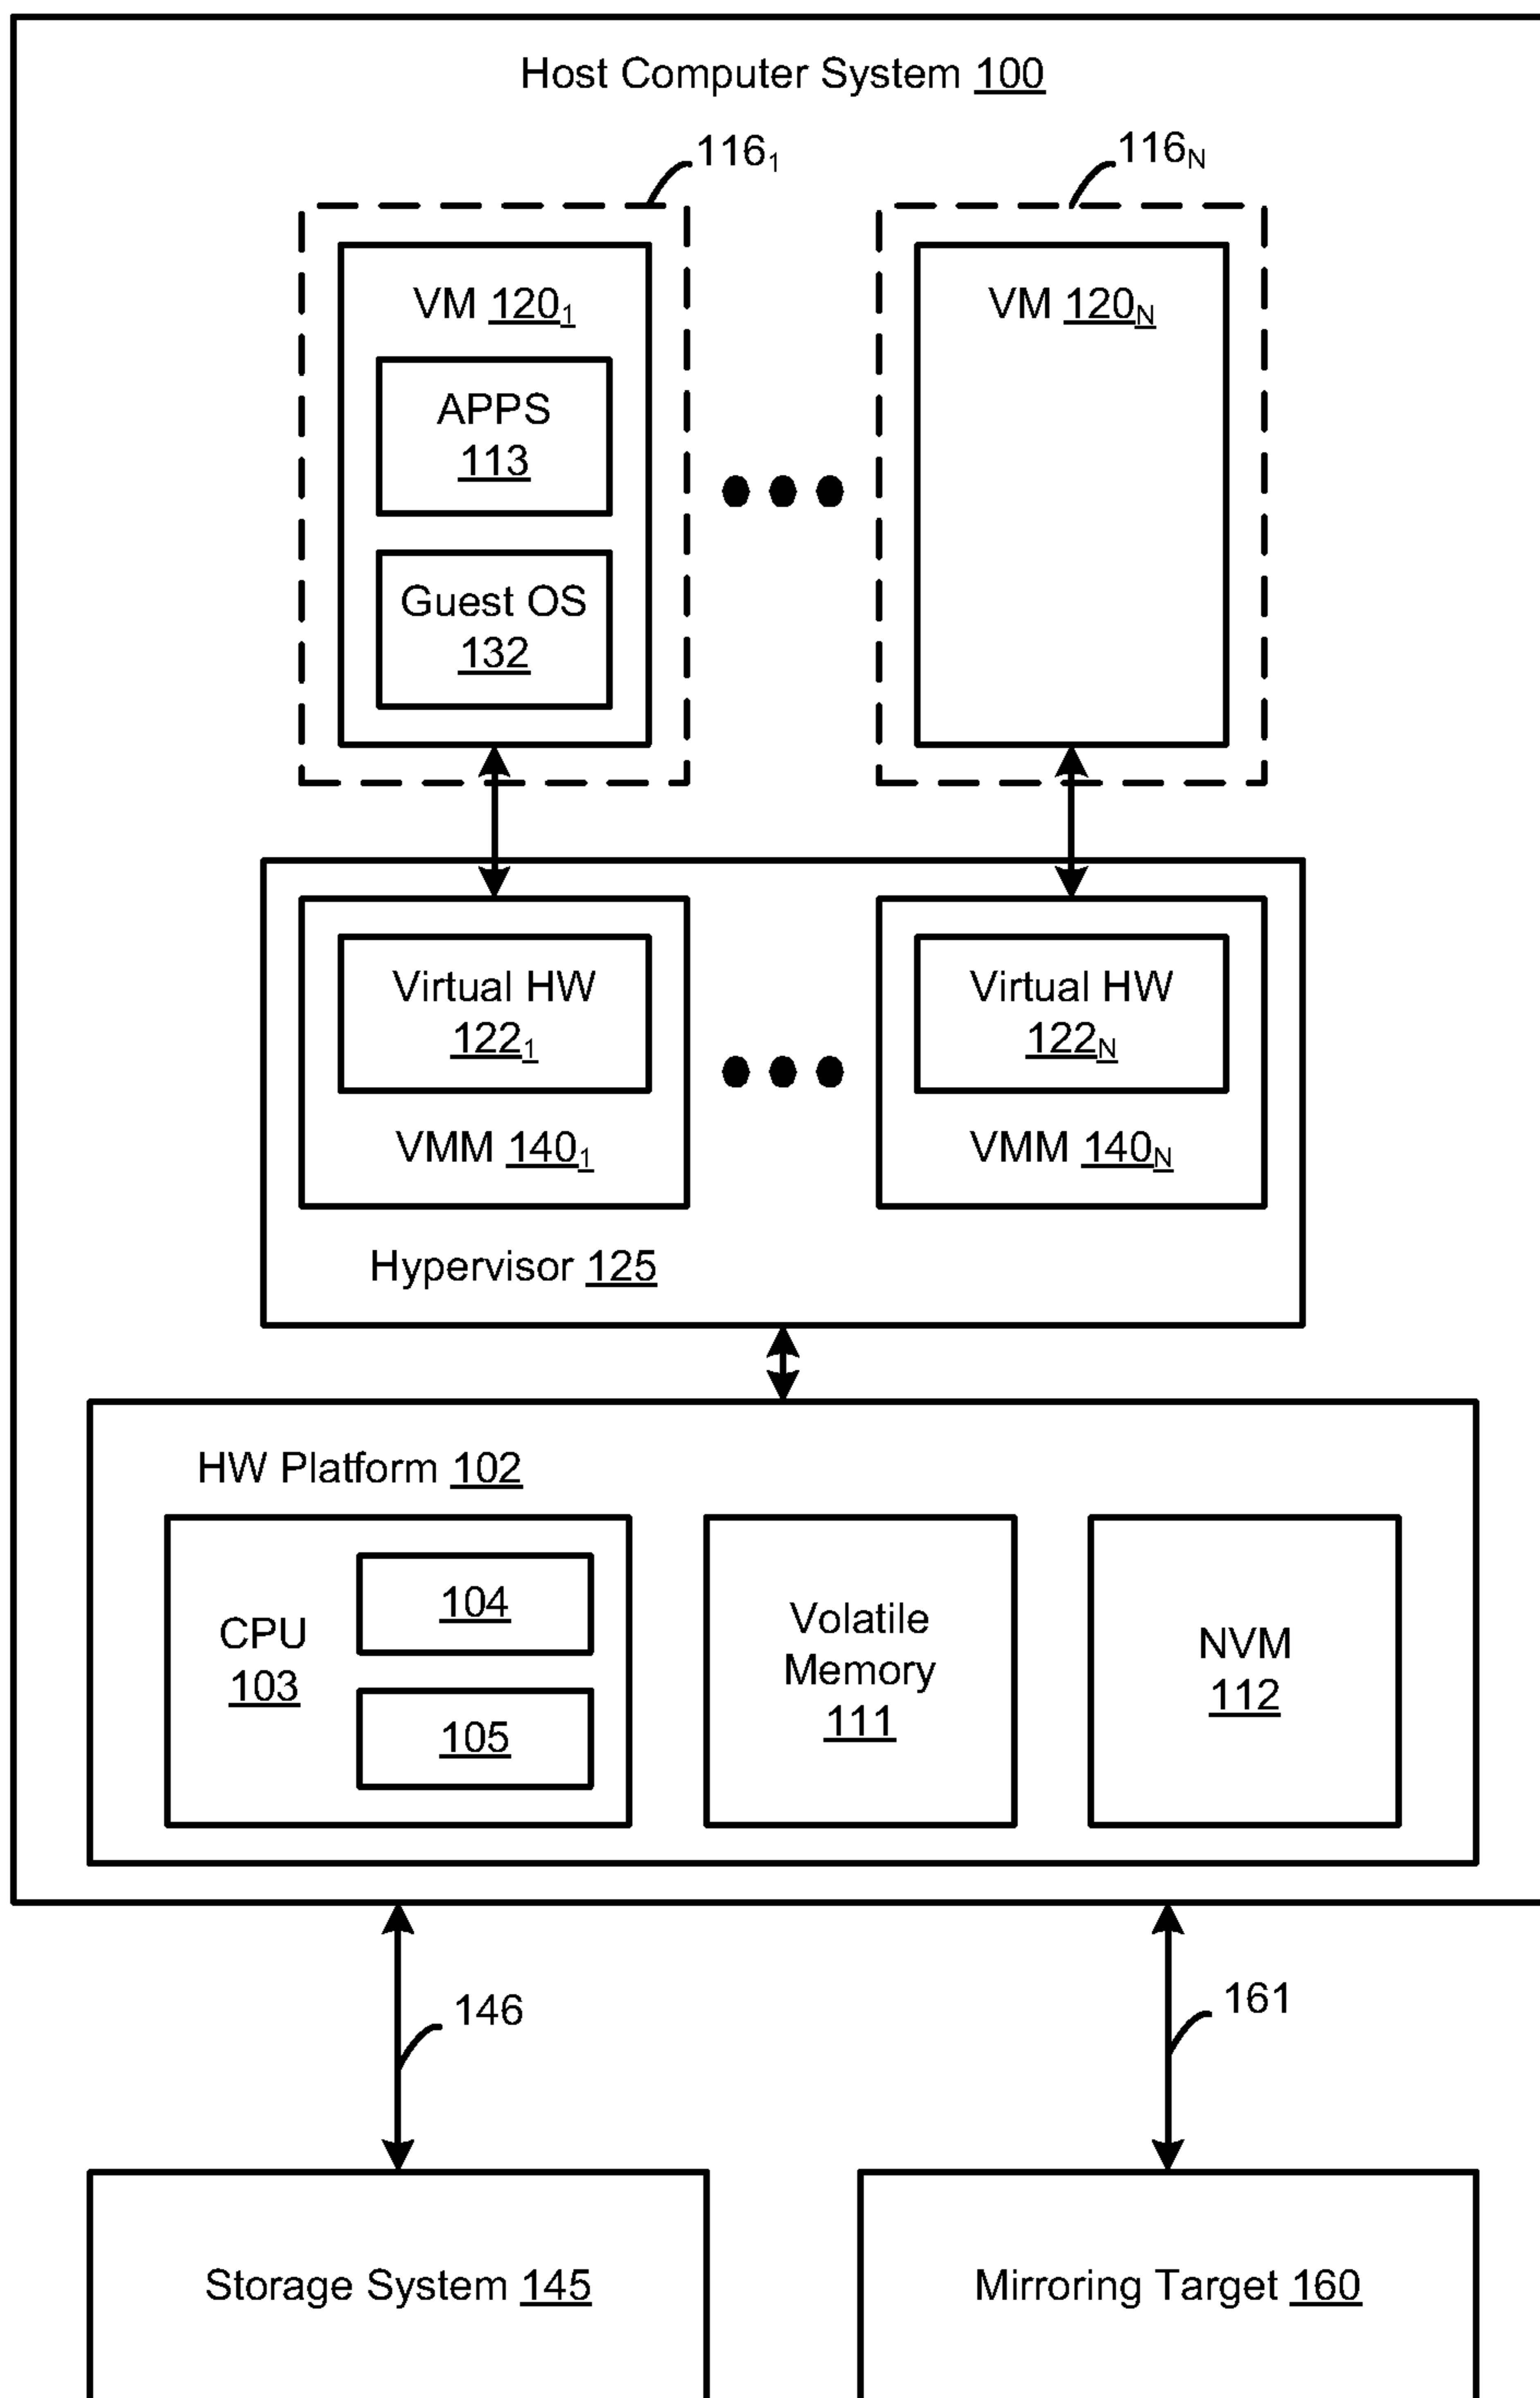 Host Computer System 100
116₁
116N
VM 120₁
VM 120N
APPS
113
Guest OS
132
Virtual HW
122₁
Virtual HW
122N
VMM 140₁
VMM 140N
Hypervisor 125
HW Platform 102
CPU
103
104
105
Volatile
Memory
111
NVM
112
146
161
Storage System 145
Mirroring Target 160